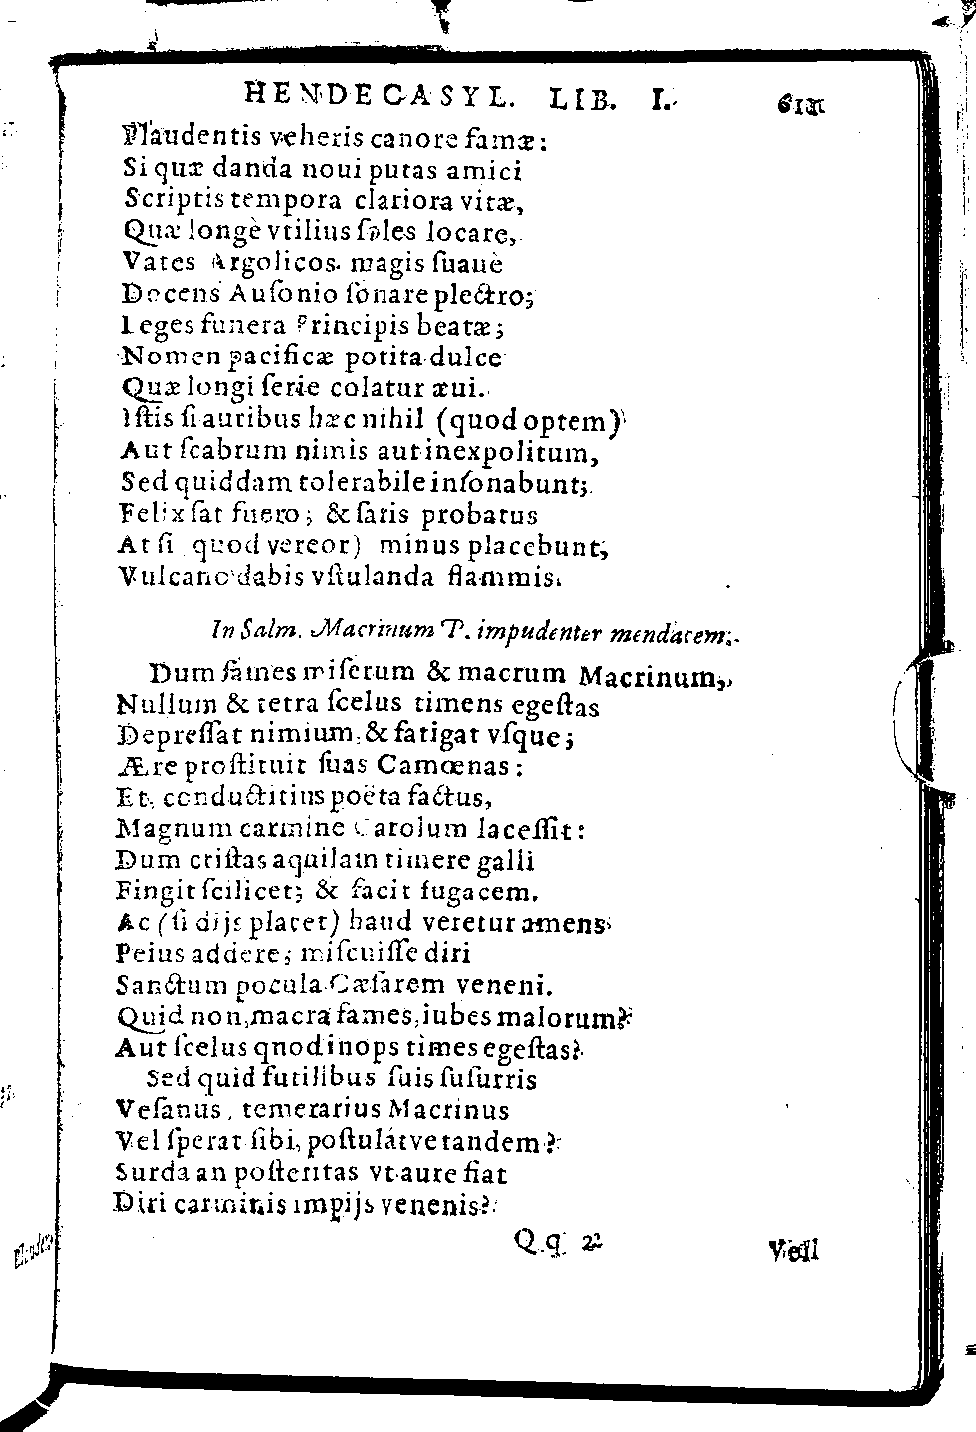 HENDECASYL. LIB. I. 611
Plaudentis veheris canore famæ:
Si quæ danda noui putas amici
Scriptis tempora clariora vitæ,
Quæ longè vtilius ſoles locare,
Vates Argolicos magis ſuauè
Docens Auſonio ſonare plectro;
Leges funera Principis beatæ;
Nomen pacificæ potita dulce
Quæ longi ſerie colatur æui.
Iſtis ſi auribus hæc nihil (quod optem)
Aut ſcabrum nimis aut inexpolitum,
Sed quiddam tolerabile inſonabunt;
Felix ſat fuero; & ſatis probatus
At ſi quod vereor) minus placebunt,
Vulcano dabis vſtulanda flammis.
In Salm. Macrinum P. impudenter mendacem.
Dum fames miſerum & macrum Macrinum,
Nullum & tetra ſcelus timens egeſtas
Depreſſat nimium, & fatigat vſque;
Ære proſtituit ſuas Camœnas:
Et conductitius poëta factus,
Magnum carmine Carolum laceſſit:
Dum criſtas aquilam timere galli
Fingit ſcilicet; & facit fugacem.
Ac (ſi dijs placet) haud veretur amens
Peius addere; miſcuiſſe diri
Sanctum pocula Cæſarem veneni.
Quid non, macra fames, iubes malorum?
Aut ſcelus qnod inops times egeſtas?
Sed quid futilibus ſuis ſuſurris
Veſanus, temerarius Macrinus
Vel ſperat ſibi, poſtulátve tandem?
Surda an poſteritas vt aure fiat
Diri carminis impijs venenis?
Qq 2